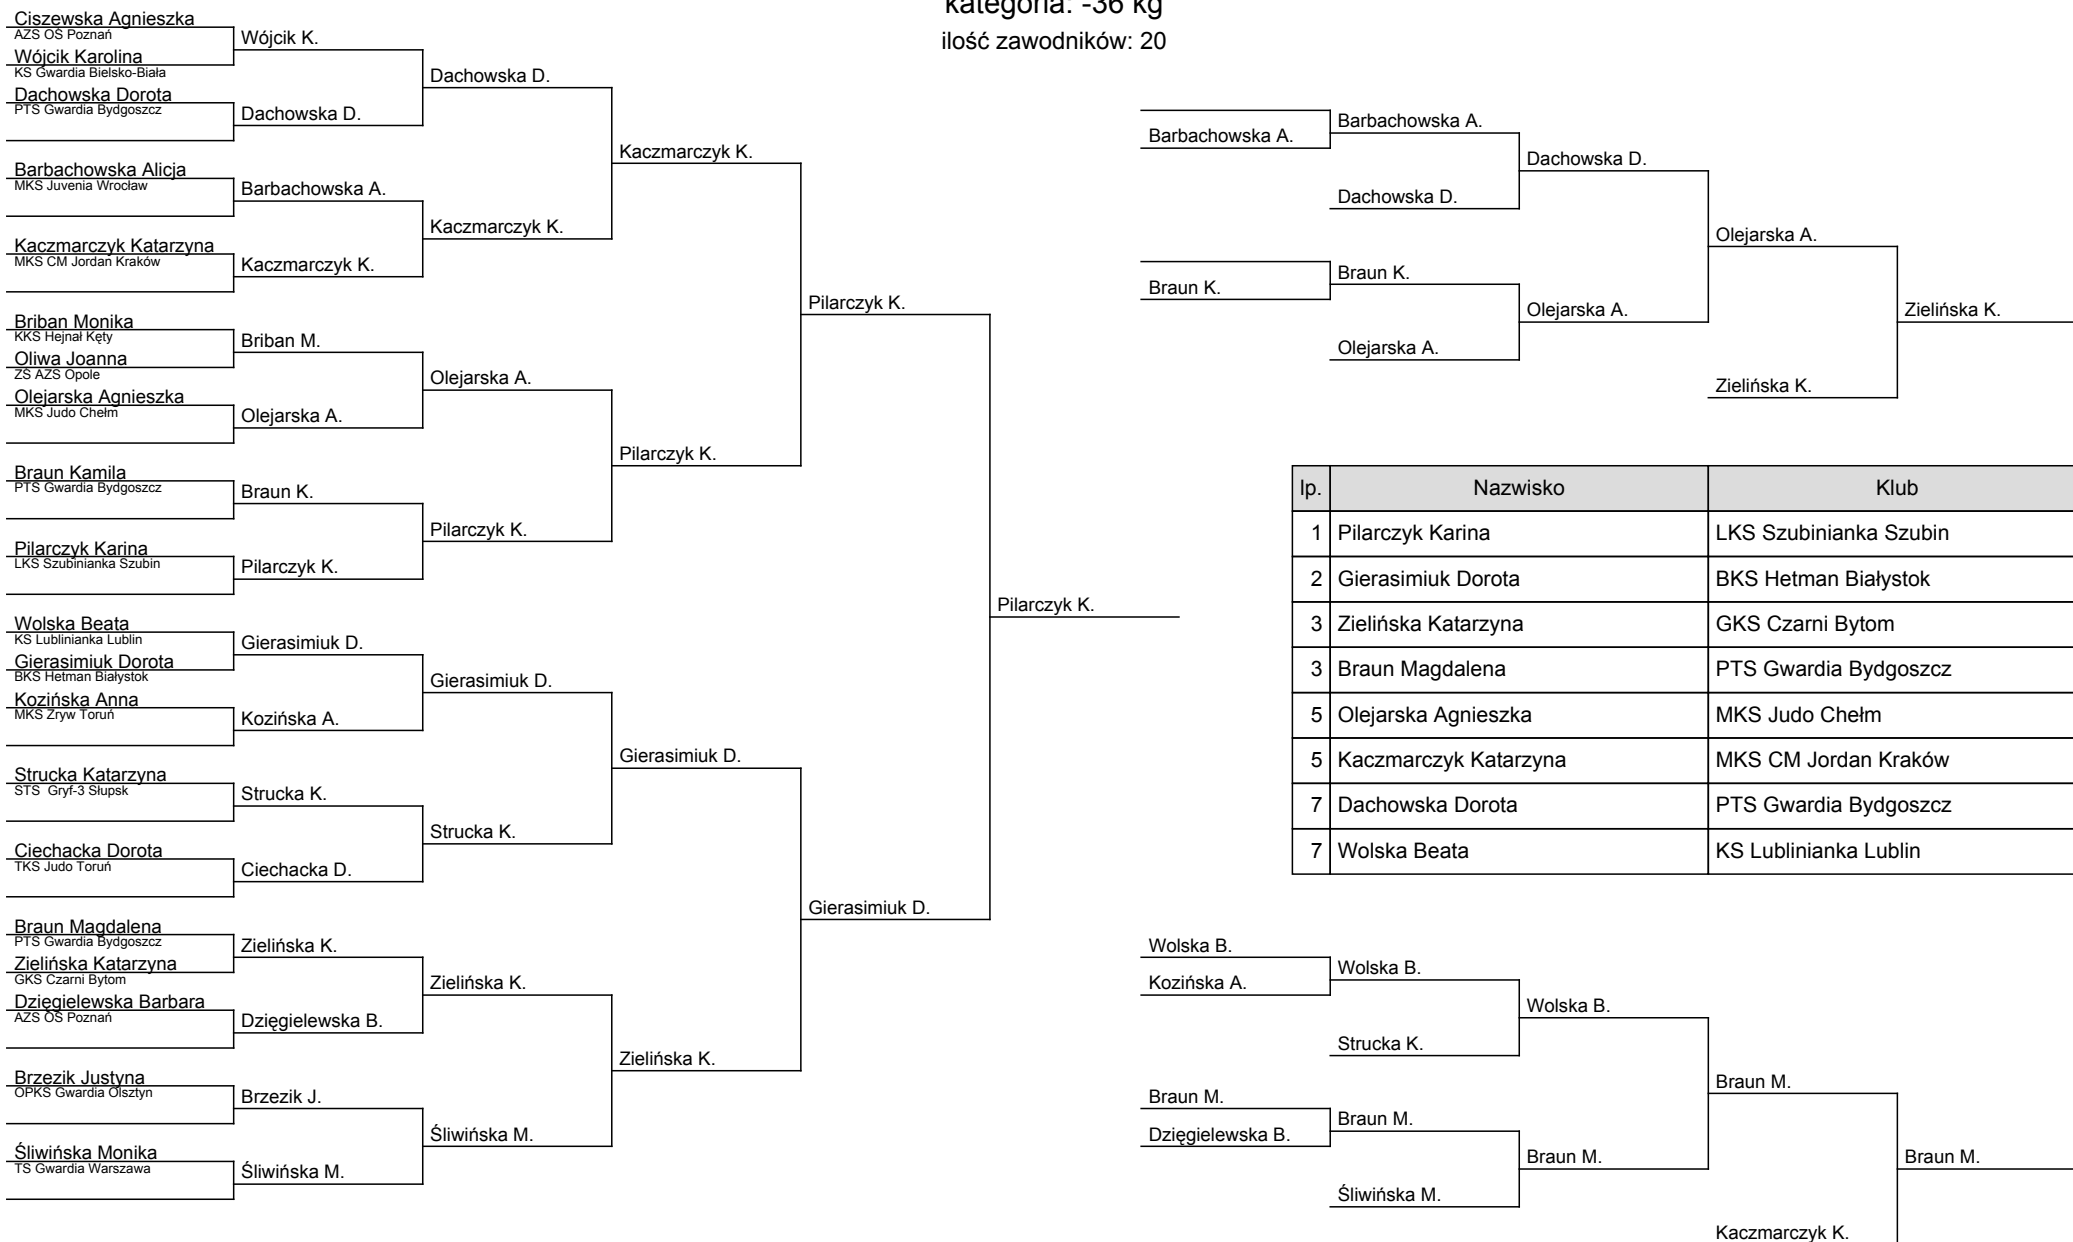 kategoria: -36 kg
ilość zawodników: 20
Ciszewska Agnieszka
AZS OŚ Poznań
Wójcik Karolina
KS Gwardia Bielsko-Biała
Dachowska Dorota
PTS Gwardia Bydgoszcz
Barbachowska Alicja
MKS Juvenia Wrocław
Kaczmarczyk Katarzyna
MKS CM Jordan Kraków
Briban Monika
KKS Hejnał Kęty
Oliwa Joanna
ZŚ AZS Opole
Olejarska Agnieszka
MKS Judo Chełm
Braun Kamila
PTS Gwardia Bydgoszcz
Pilarczyk Karina
LKS Szubinianka Szubin
Wolska Beata
KS Lublinianka Lublin
Gierasimiuk Dorota
BKS Hetman Białystok
Kozińska Anna
MKS Zryw Toruń
Strucka Katarzyna
STS Gryf-3 Słupsk
Ciechacka Dorota
TKS Judo Toruń
Braun Magdalena
PTS Gwardia Bydgoszcz
Zielińska Katarzyna
GKS Czarni Bytom
Dzięgielewska Barbara
AZS OŚ Poznań
Brzezik Justyna
OPKS Gwardia Olsztyn
Śliwińska Monika
TS Gwardia Warszawa
Wójcik K.
Dachowska D.
Barbachowska A.
Kaczmarczyk K.
Briban M.
Olejarska A.
Braun K.
Pilarczyk K.
Gierasimiuk D.
Kozińska A.
Strucka K.
Ciechacka D.
Zielińska K.
Dzięgielewska B.
Brzezik J.
Śliwińska M.
Dachowska D.
Kaczmarczyk K.
Olejarska A.
Pilarczyk K.
Gierasimiuk D.
Strucka K.
Zielińska K.
Śliwińska M.
Kaczmarczyk K.
Pilarczyk K.
Gierasimiuk D.
Zielińska K.
Pilarczyk K.
Gierasimiuk D.
Pilarczyk K.
Barbachowska A.
Braun K.
Barbachowska A.
Dachowska D.
Braun K.
Olejarska A.
Dachowska D.
Olejarska A.
Olejarska A.
Zielińska K.
Zielińska K.
lp. Nazwisko Klub
1 Pilarczyk Karina LKS Szubinianka Szubin
2 Gierasimiuk Dorota BKS Hetman Białystok
3 Zielińska Katarzyna GKS Czarni Bytom
3 Braun Magdalena PTS Gwardia Bydgoszcz
5 Olejarska Agnieszka MKS Judo Chełm
5 Kaczmarczyk Katarzyna MKS CM Jordan Kraków
7 Dachowska Dorota PTS Gwardia Bydgoszcz
7 Wolska Beata KS Lublinianka Lublin
Wolska B.
Kozińska A.
Braun M.
Dzięgielewska B.
Wolska B.
Strucka K.
Braun M.
Śliwińska M.
Wolska B.
Braun M.
Braun M.
Kaczmarczyk K.
Braun M.